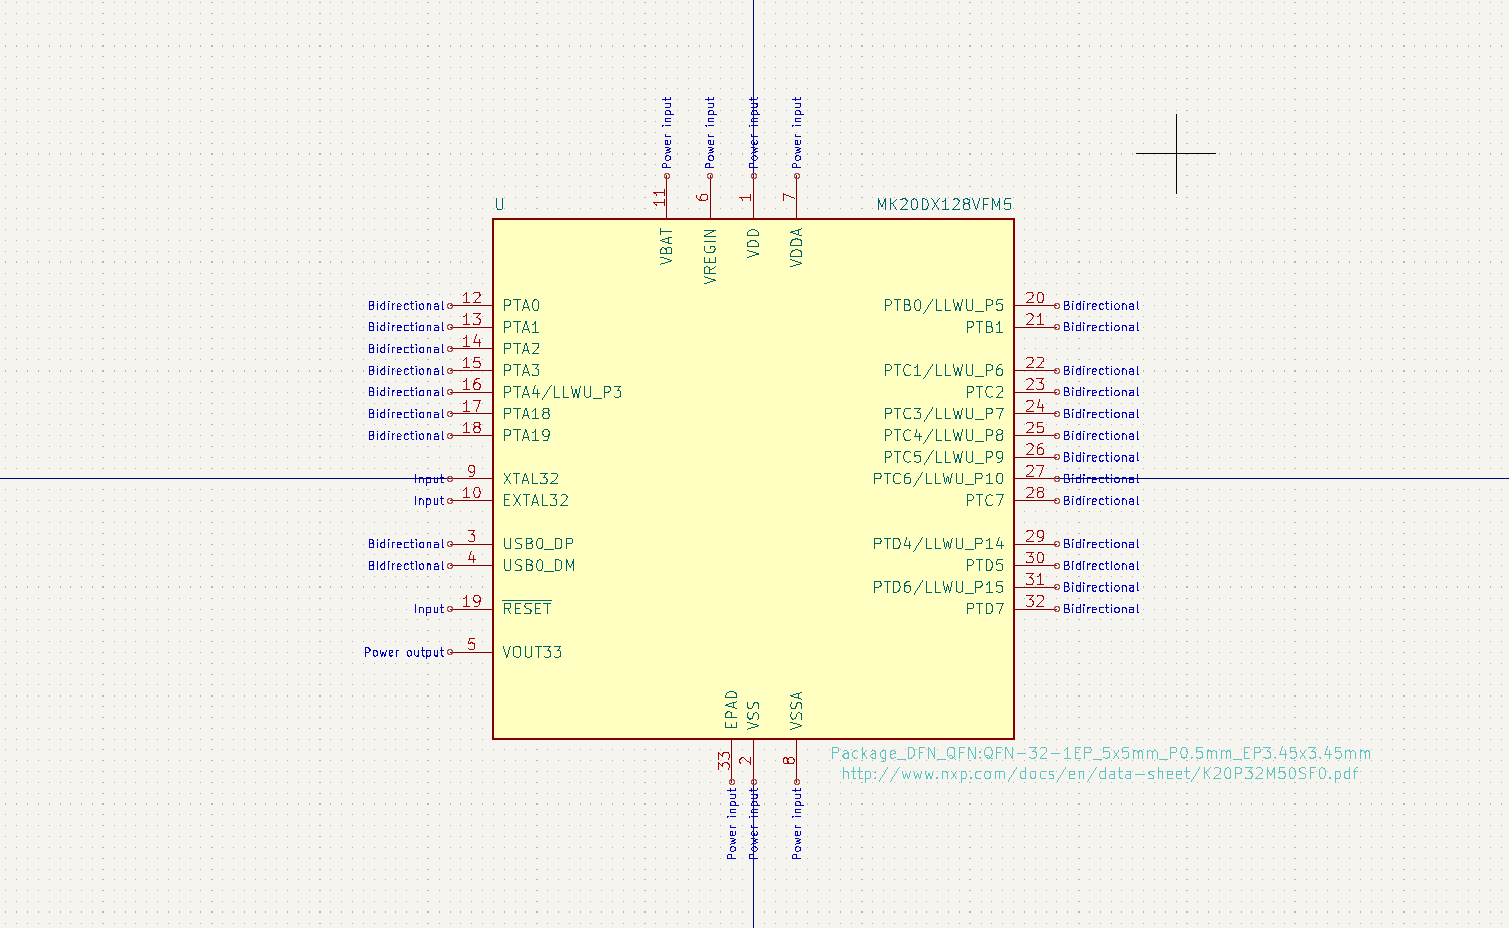 Power input
Power input
Power input
Power input
11
6
1
7
U
MK20DX128VFM5
VBAT
VREGIN
VDD
VDDA
Bidirectional 12 PTA0
Bidirectional 13 PTA1
Bidirectional 14 PTA2
Bidirectional 15 PTA3
Bidirectional 16 PTA4/LLWU_P3
Bidirectional 17 PTA18
Bidirectional 18 PTA19
Input 9 XTAL32
Input 10 EXTAL32
Bidirectional 3 USB0_DP
Bidirectional 4 USB0_DM
Input 19 RESET
Power output 5 VOUT33
PTB0/LLWU_P5 20 Bidirectional
PTB1 21 Bidirectional
PTC1/LLWU_P6 22 Bidirectional
PTC2 23 Bidirectional
PTC3/LLWU_P7 24 Bidirectional
PTC4/LLWU_P8 25 Bidirectional
PTC5/LLWU_P9 26 Bidirectional
PTC6/LLWU_P10 27 Bidirectional
PTC7 28 Bidirectional
PTD4/LLWU_P14 29 Bidirectional
PTD5 30 Bidirectional
PTD6/LLWU_P15 31 Bidirectional
PTD7 32 Bidirectional
EPAD
VSS
VSSA
33
2
8
Power input
Power input
Power input
Package_DFN_QFN:QFN-32-1EP_5x5mm_P0.5mm_EP3.45x3.45mm
http://www.nxp.com/docs/en/data-sheet/K20P32M50SF0.pdf